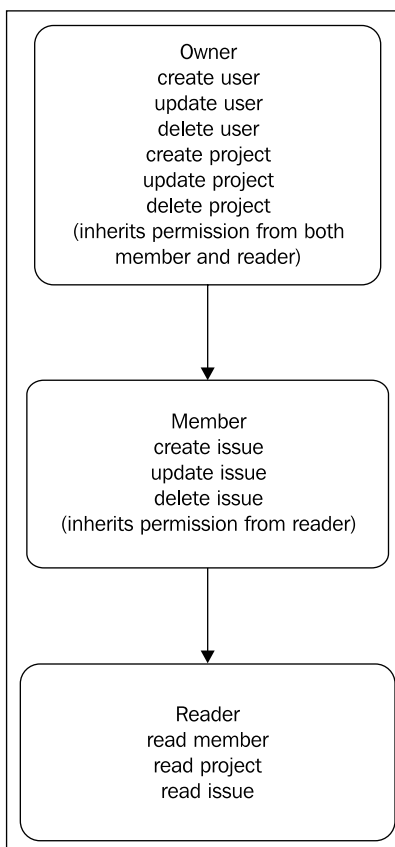 Owner
create user
update user
delete user
create project
update project
delete project
(inherits permission from both
member and reader)
Member
create issue
update issue
delete issue
(inherits permission from reader)
Reader
read member
read project
read issue